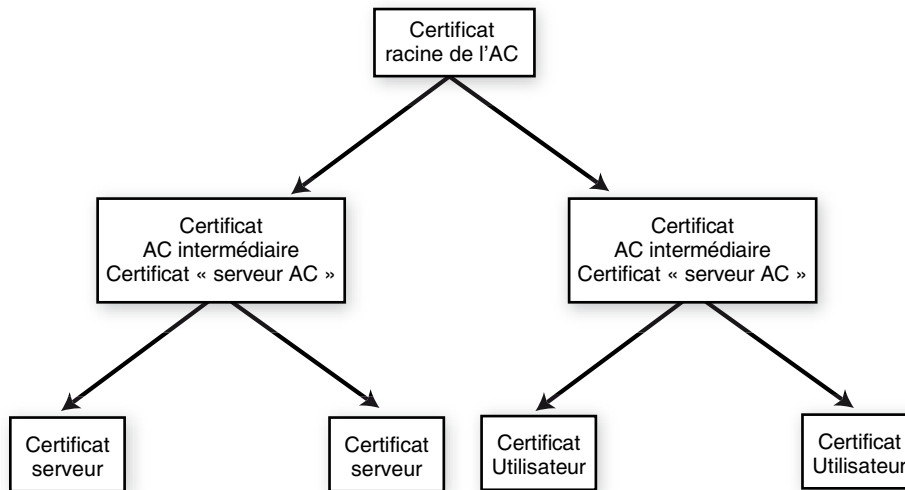 Certificat
racine de l’AC
Certificat
AC intermédiaire
Certificat « serveur AC »
Certificat
AC intermédiaire
Certificat « serveur AC »
Certificat
serveur
Certificat
serveur
Certificat
Utilisateur
Certificat
Utilisateur